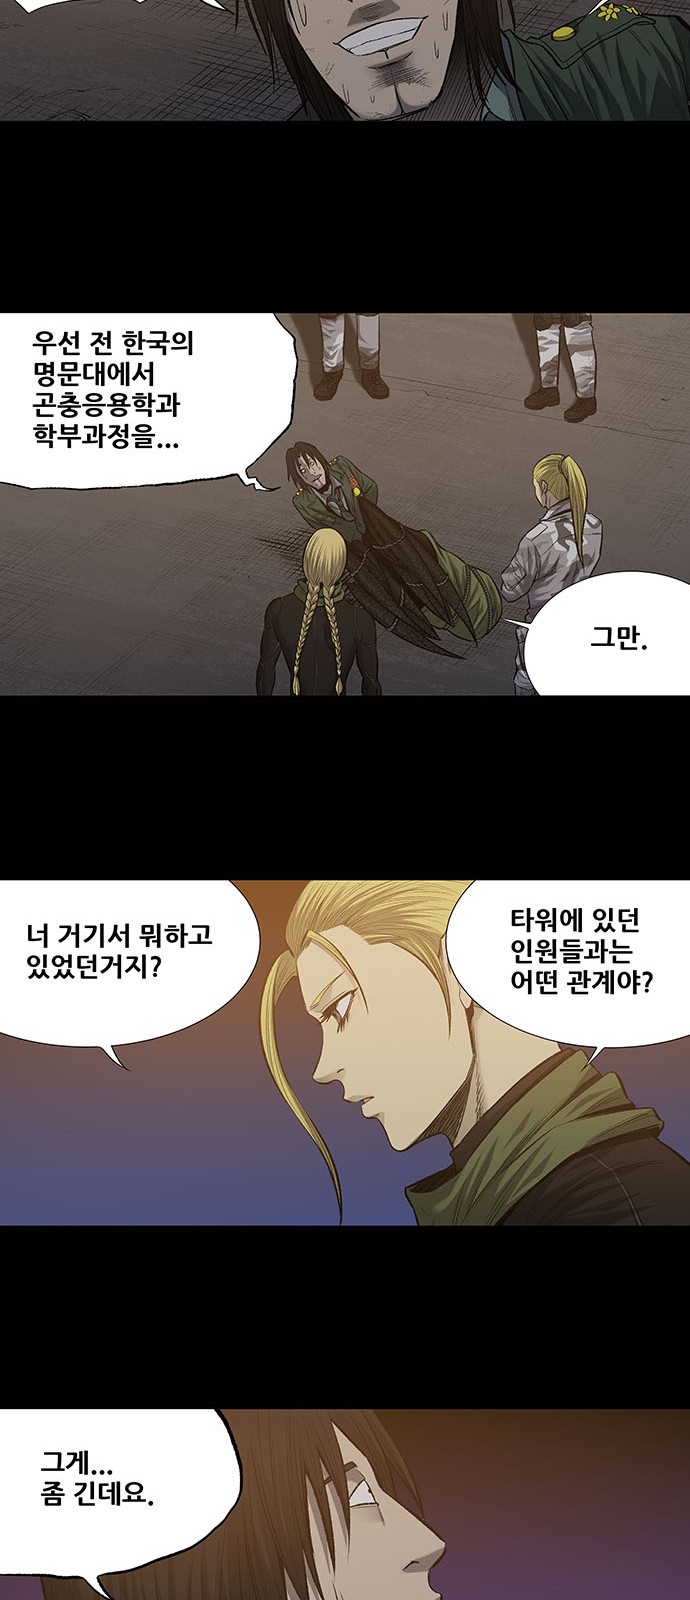 우선 전 한국의
명문대에서
곤충응용학과
학부과정을...
그만.
너 거기서 뭐하고
있었던거지?
타워에 있던
인원들과는
어떤 관계야?
그게...
좀 긴데요.